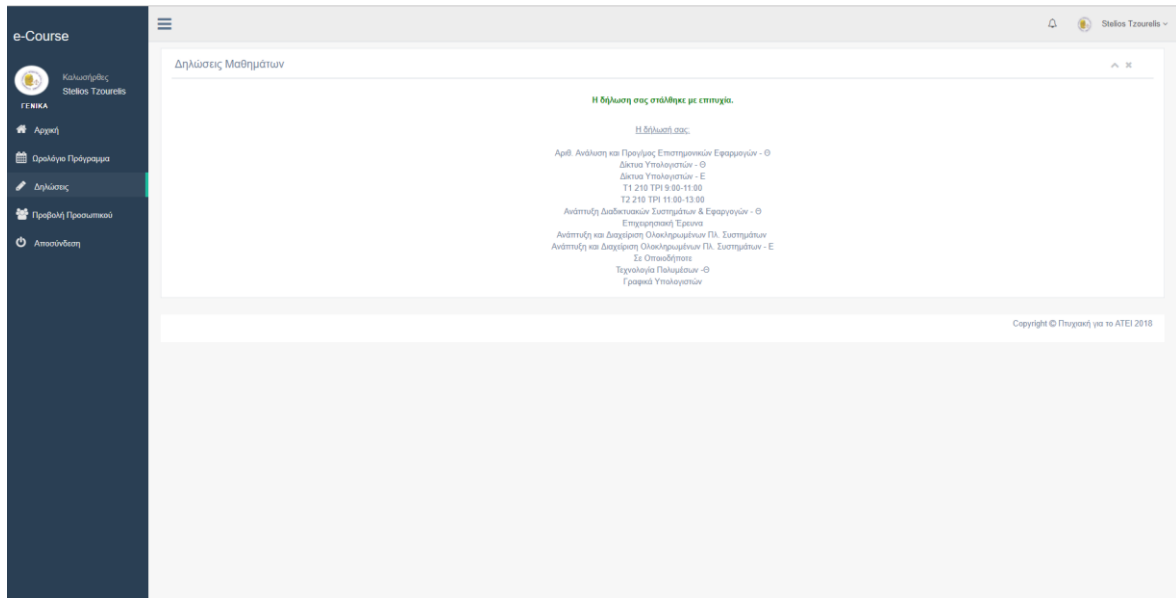 e-Course
Καλωσήρθες
Stelios Tzourelis
ΓΕΝΙΚΑ
Αρχική
Ωρολόγιο Πρόγραμμα
Δηλώσεις
Προβολή Προσωπικού
Αποσύνδεση
Stelios Tzourelis
Δηλώσεις Μαθημάτων
Η δήλωση σας στάλθηκε με επιτυχία.
Η δήλωσή σας:
Αριθ. Ανάλυση και Προγ/μος Επιστημονικών Εφαρμογών - Θ
Δίκτυα Υπολογιστών - Θ
Δίκτυα Υπολογιστών - Ε
Τ1 210 ΤΡΙ 9:00-11:00
Τ2 210 ΤΡΙ 11:00-13:00
Ανάπτυξη Διαδικτυακών Συστημάτων & Εφαργογών - Θ
Επιχειρησιακή Έρευνα
Ανάπτυξη και Διαχείριση Ολοκληρωμένων Πλ. Συστημάτων
Ανάπτυξη και Διαχείριση Ολοκληρωμένων Πλ. Συστημάτων - Ε
Σε Οποιοδήποτε
Τεχνολογία Πολυμέσων -Θ
Γραφικά Υπολογιστών
Copyright © Πτυχιακή για το ATEI 2018